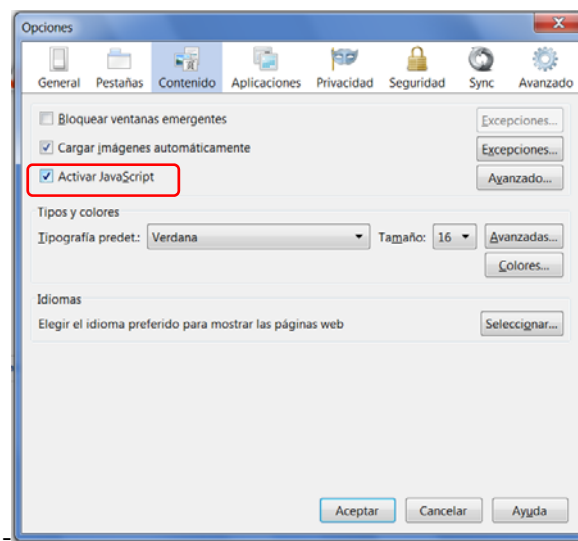 Opciones
General Pestañas Contenido Aplicaciones Privacidad Seguridad Sync Avanzado
Bloquear ventanas emergentes Excepciones...
Cargar imágenes automáticamente Excepciones...
Activar JavaScript Avanzado...
Tipos y colores
Tipografía predet.: Verdana Tamaño: 16 Avanzadas...
Colores...
Idiomas
Elegir el idioma preferido para mostrar las páginas web Seleccionar...
Aceptar Cancelar Ayuda